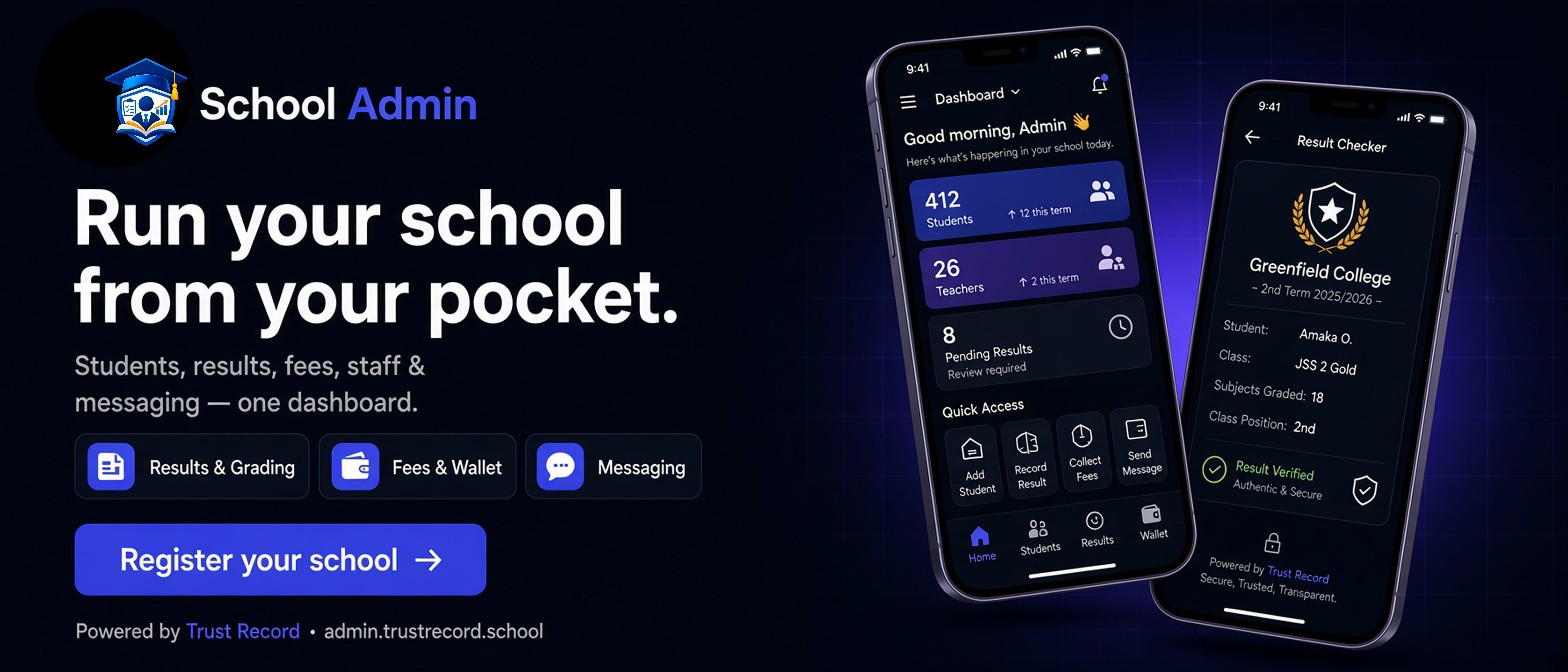 School Admin
Run your school
from your pocket.
Students, results, fees, staff &
messaging — one dashboard.
Results & Grading
Fees & Wallet
Messaging
Register your school →
Powered by Trust Record • admin.trustrecord.school
9:41
Dashboard
Good morning, Admin 👋
Here's what's happening in your school today.
412
Students
↑ 12 this term
26
Teachers
↑ 2 this term
8
Pending Results
Review required
Quick Access
Add
Student
Record
Result
Collect
Fees
Send
Message
Home
Students
Results
Wallet
9:41
Result Checker
Greenfield College
– 2nd Term 2025/2026 –
Student: Amaka O.
Class: JSS 2 Gold
Subjects Graded: 18
Class Position: 2nd
Result Verified
Authentic & Secure
Powered by Trust Record
Secure, Trusted, Transparent.